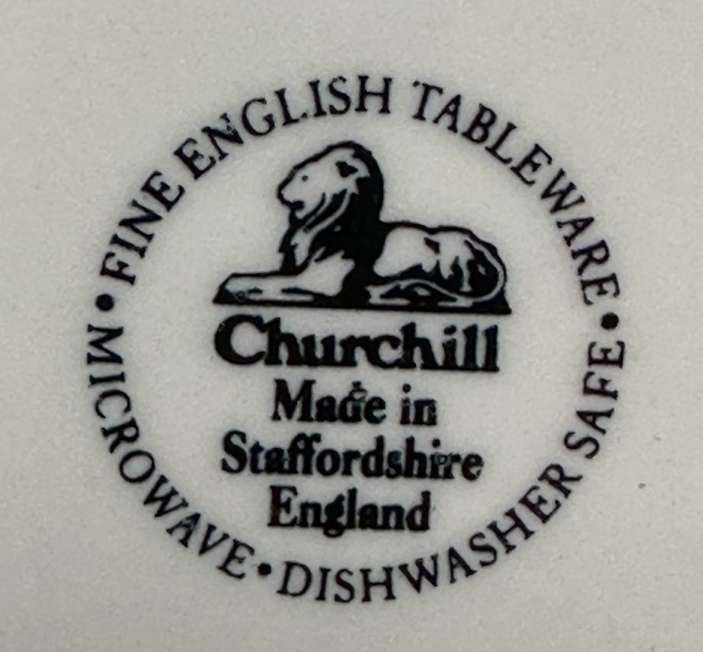 • FINE ENGLISH TABLEWARE •
Churchill
Made in
Staffordshire
England
MICROWAVE • DISHWASHER SAFE